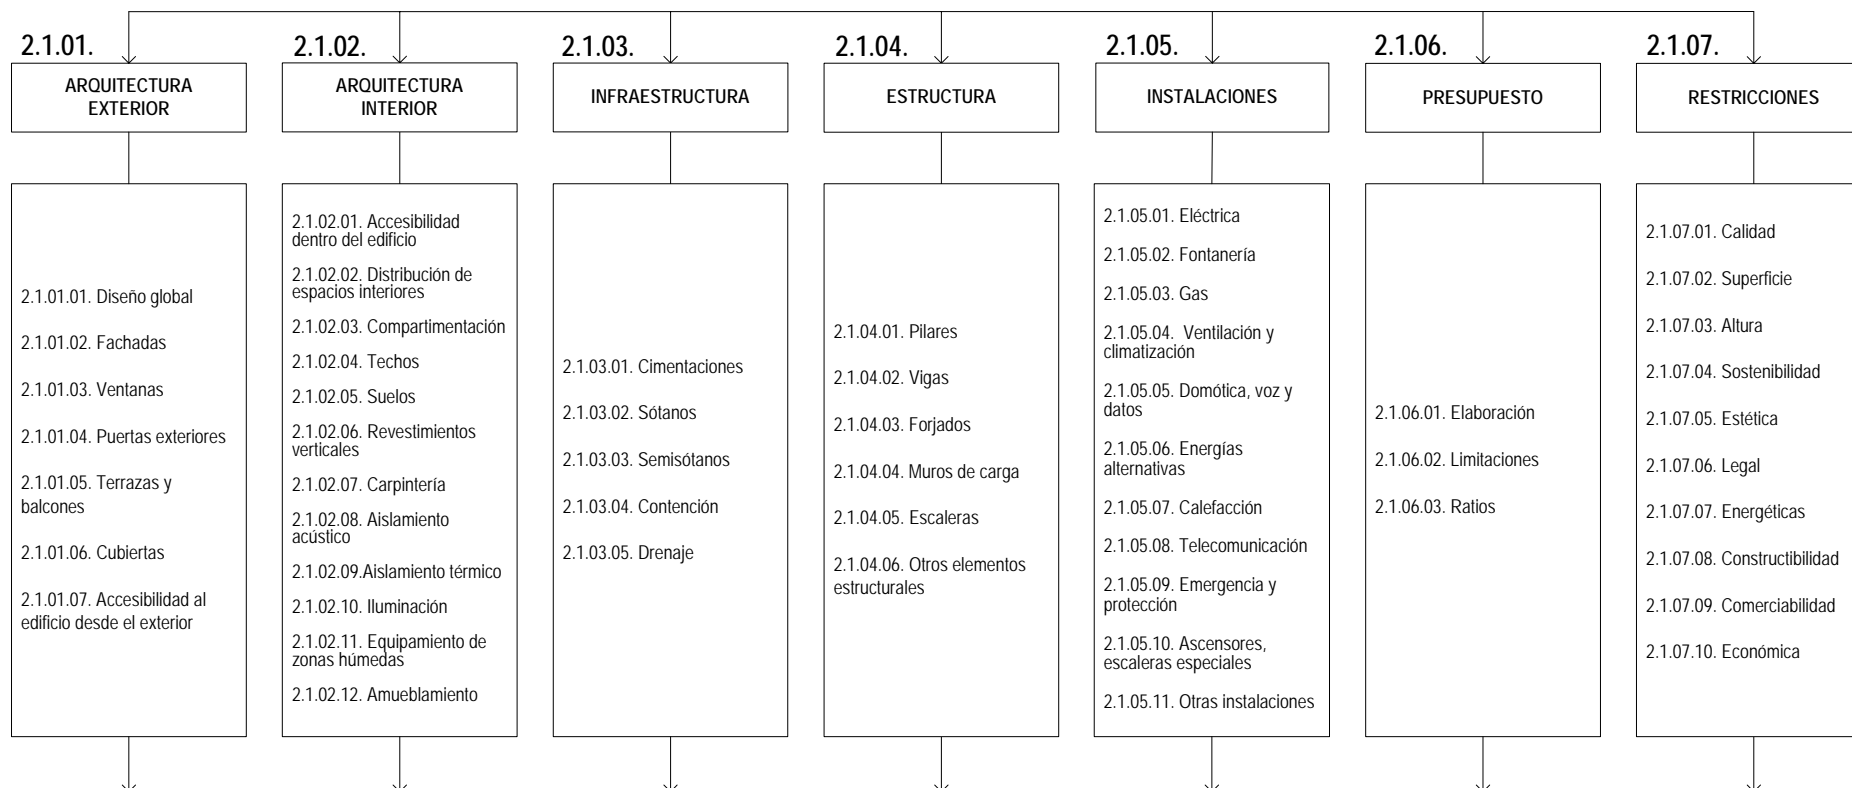 2.1.01.
ARQUITECTURA
EXTERIOR
2.1.01.01. Diseño global
2.1.01.02. Fachadas
2.1.01.03. Ventanas
2.1.01.04. Puertas exteriores
2.1.01.05. Terrazas y
balcones
2.1.01.06. Cubiertas
2.1.01.07. Accesibilidad al
edificio desde el exterior
2.1.02.
ARQUITECTURA
INTERIOR
2.1.02.01. Accesibilidad
dentro del edificio
2.1.02.02. Distribución de
espacios interiores
2.1.02.03. Compartimentación
2.1.02.04. Techos
2.1.02.05. Suelos
2.1.02.06. Revestimientos
verticales
2.1.02.07. Carpintería
2.1.02.08. Aislamiento
acústico
2.1.02.09.Aislamiento térmico
2.1.02.10. Iluminación
2.1.02.11. Equipamiento de
zonas húmedas
2.1.02.12. Amueblamiento
2.1.03.
INFRAESTRUCTURA
2.1.03.01. Cimentaciones
2.1.03.02. Sótanos
2.1.03.03. Semisótanos
2.1.03.04. Contención
2.1.03.05. Drenaje
2.1.04.
ESTRUCTURA
2.1.04.01. Pilares
2.1.04.02. Vigas
2.1.04.03. Forjados
2.1.04.04. Muros de carga
2.1.04.05. Escaleras
2.1.04.06. Otros elementos
estructurales
2.1.05.
INSTALACIONES
2.1.05.01. Eléctrica
2.1.05.02. Fontanería
2.1.05.03. Gas
2.1.05.04. Ventilación y
climatización
2.1.05.05. Domótica, voz y
datos
2.1.05.06. Energías
alternativas
2.1.05.07. Calefacción
2.1.05.08. Telecomunicación
2.1.05.09. Emergencia y
protección
2.1.05.10. Ascensores,
escaleras especiales
2.1.05.11. Otras instalaciones
2.1.06.
PRESUPUESTO
2.1.06.01. Elaboración
2.1.06.02. Limitaciones
2.1.06.03. Ratios
2.1.07.
RESTRICCIONES
2.1.07.01. Calidad
2.1.07.02. Superficie
2.1.07.03. Altura
2.1.07.04. Sostenibilidad
2.1.07.05. Estética
2.1.07.06. Legal
2.1.07.07. Energéticas
2.1.07.08. Constructibilidad
2.1.07.09. Comerciabilidad
2.1.07.10. Económica